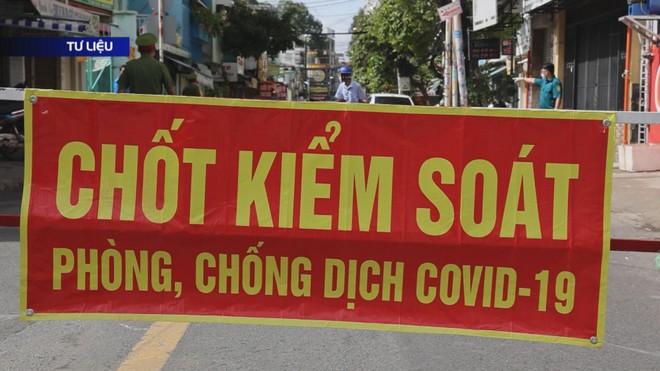 TƯ LIỆU
CHỐT KIỂM SOÁT
PHÒNG, CHỐNG DỊCH COVID-19